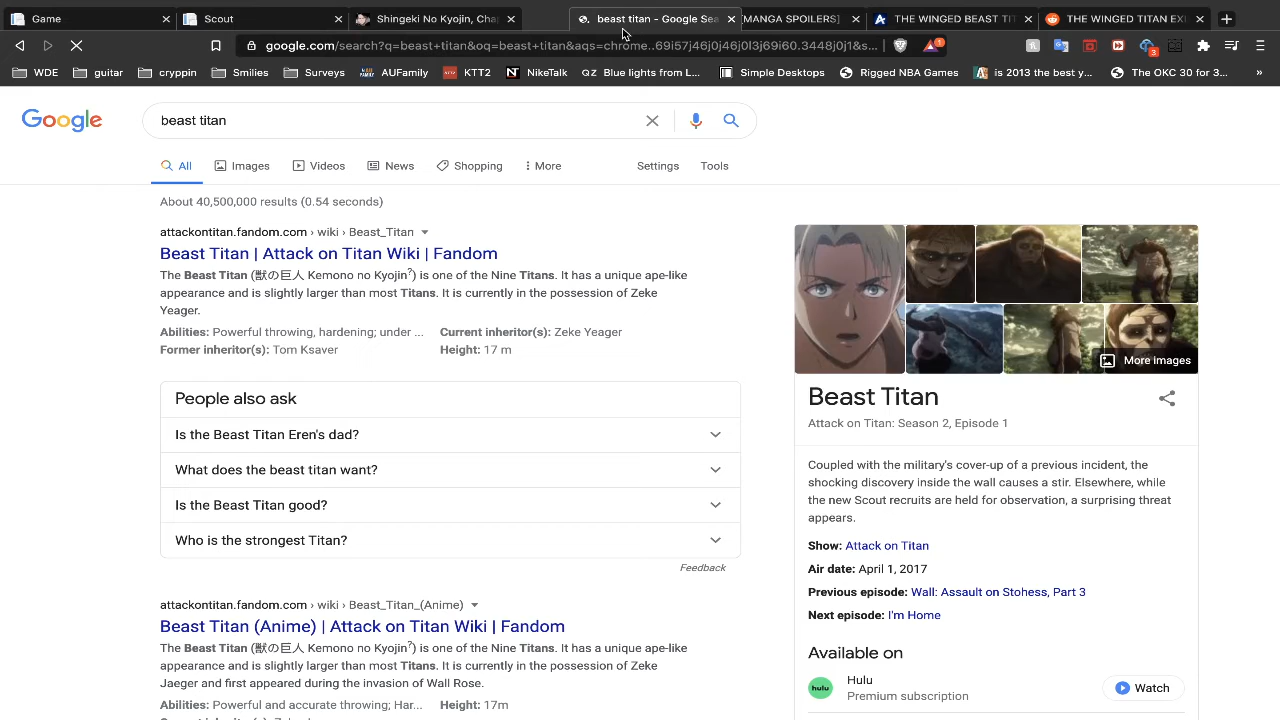 Game
Scout
Shingeki No Kyojin, Cha
beast titan - Google Sea
[MANGA SPOILERS]
THE WINGED BEAST TI
THE WINGED TITAN EX
google.com/search?q=beast+titan&oq=beast+titan&aqs=chrome..69i57j46j0l46j0l3j69i60.3448j0j1&s...
1
3
WDE
guitar
cryppin
Smilies
Surveys
AUFamily
KTT2
NikeTalk
QZ Blue lights from L...
Simple Desktops
Rigged NBA Games
is 2013 the best y...
The OKC 30 for 3...
»
Google
beast titan
All
Images
Videos
News
Shopping
More
Settings
Tools
About 40,500,000 results (0.54 seconds)
attackontitan.fandom.com › wiki › Beast_Titan
Beast Titan | Attack on Titan Wiki | Fandom
The Beast Titan (獣の巨人 Kemono no Kyojin?) is one of the Nine Titans. It has a unique ape-like
appearance and is slightly larger than most Titans. It is currently in the possession of Zeke
Yeager.
Abilities: Powerful throwing, hardening; under ...
Current inheritor(s): Zeke Yeager
Former inheritor(s): Tom Ksaver
Height: 17 m
People also ask
Is the Beast Titan Eren's dad?
What does the beast titan want?
Is the Beast Titan good?
Who is the strongest Titan?
Feedback
attackontitan.fandom.com › wiki › Beast_Titan_(Anime)
Beast Titan (Anime) | Attack on Titan Wiki | Fandom
The Beast Titan (獣の巨人 Kemono no Kyojin?) is one of the Nine Titans. It has a unique ape-like
appearance and is slightly larger than most Titans. It is currently in the possession of Zeke
Jaeger and first appeared during the invasion of Wall Rose.
Abilities: Powerful and accurate throwing; Har...
Height: 17m
More images
Beast Titan
Attack on Titan: Season 2, Episode 1
Coupled with the military's cover-up of a previous incident, the
shocking discovery inside the wall causes a stir. Elsewhere, while
the new Scout recruits are held for observation, a surprising threat
appears.
Show: Attack on Titan
Air date: April 1, 2017
Previous episode: Wall: Assault on Stohess, Part 3
Next episode: I'm Home
Available on
hulu
Hulu
Premium subscription
Watch